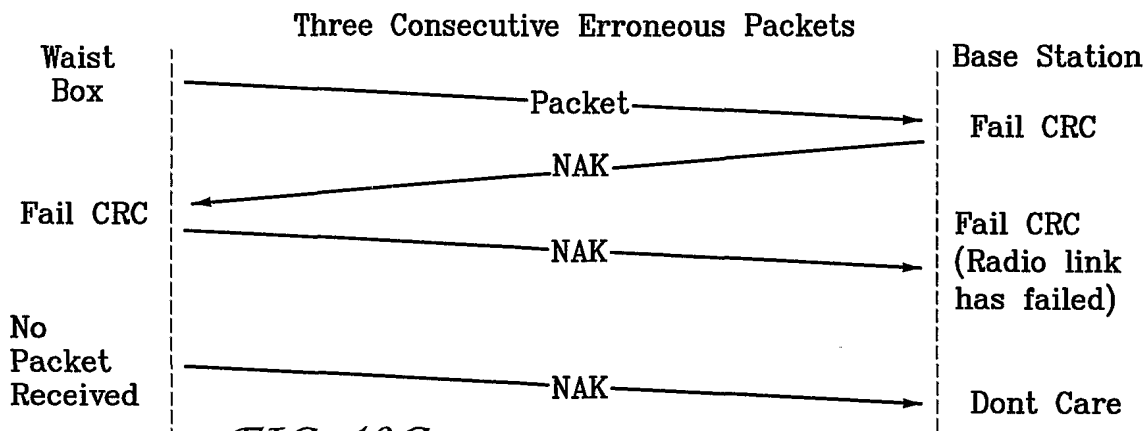 Three Consecutive Erroneous Packets
Waist
Box
Base Station
Packet
Fail CRC
NAK
Fail CRC
NAK
Fail CRC
(Radio link
has failed)
No
Packet
Received
NAK
Dont Care